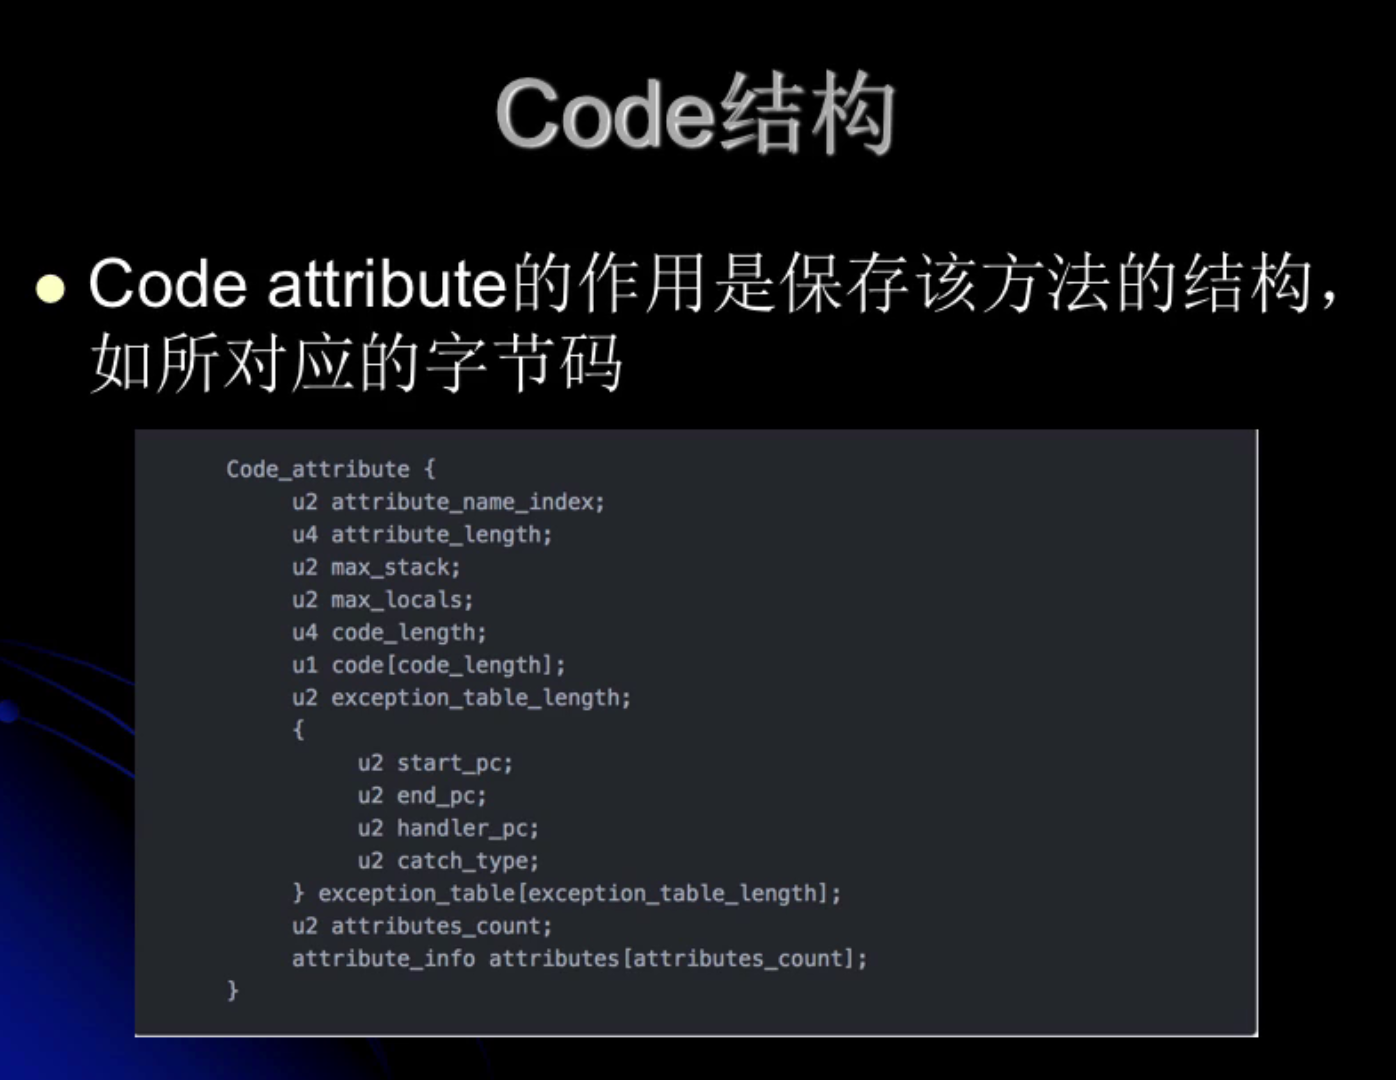 Code结构
Code attribute的作用是保存该方法的结构，
如所对应的字节码
Code_attribute {
u2 attribute_name_index;
u4 attribute_length;
u2 max_stack;
u2 max_locals;
u4 code_length;
u1 code[code_length];
u2 exception_table_length;
{
u2 start_pc;
u2 end_pc;
u2 handler_pc;
u2 catch_type;
} exception_table[exception_table_length];
u2 attributes_count;
attribute_info attributes[attributes_count];
}